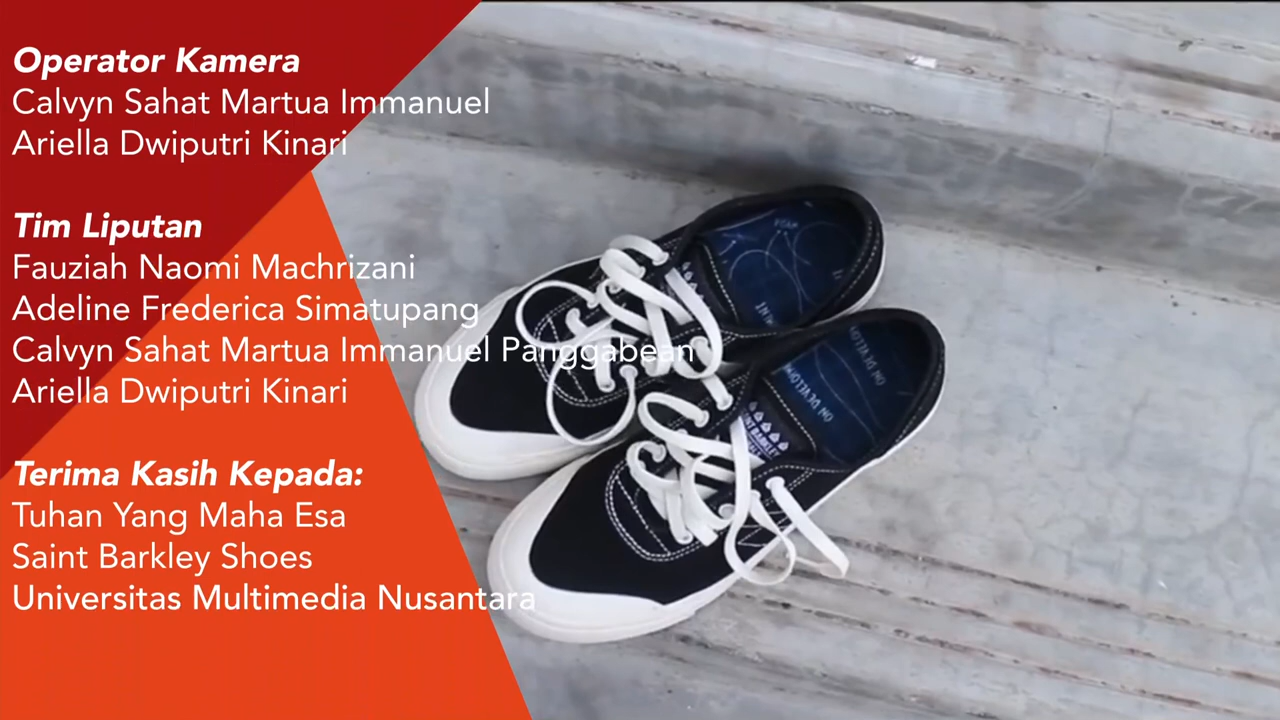 Operator Kamera
Calvyn Sahat Martua Immanuel
Ariella Dwiputri Kinari
Tim Liputan
Fauziah Naomi Machrizani
Adeline Frederica Simatupang
Calvyn Sahat Martua Immanuel Panggabean
Ariella Dwiputri Kinari
Terima Kasih Kepada:
Tuhan Yang Maha Esa
Saint Barkley Shoes
Universitas Multimedia Nusantara